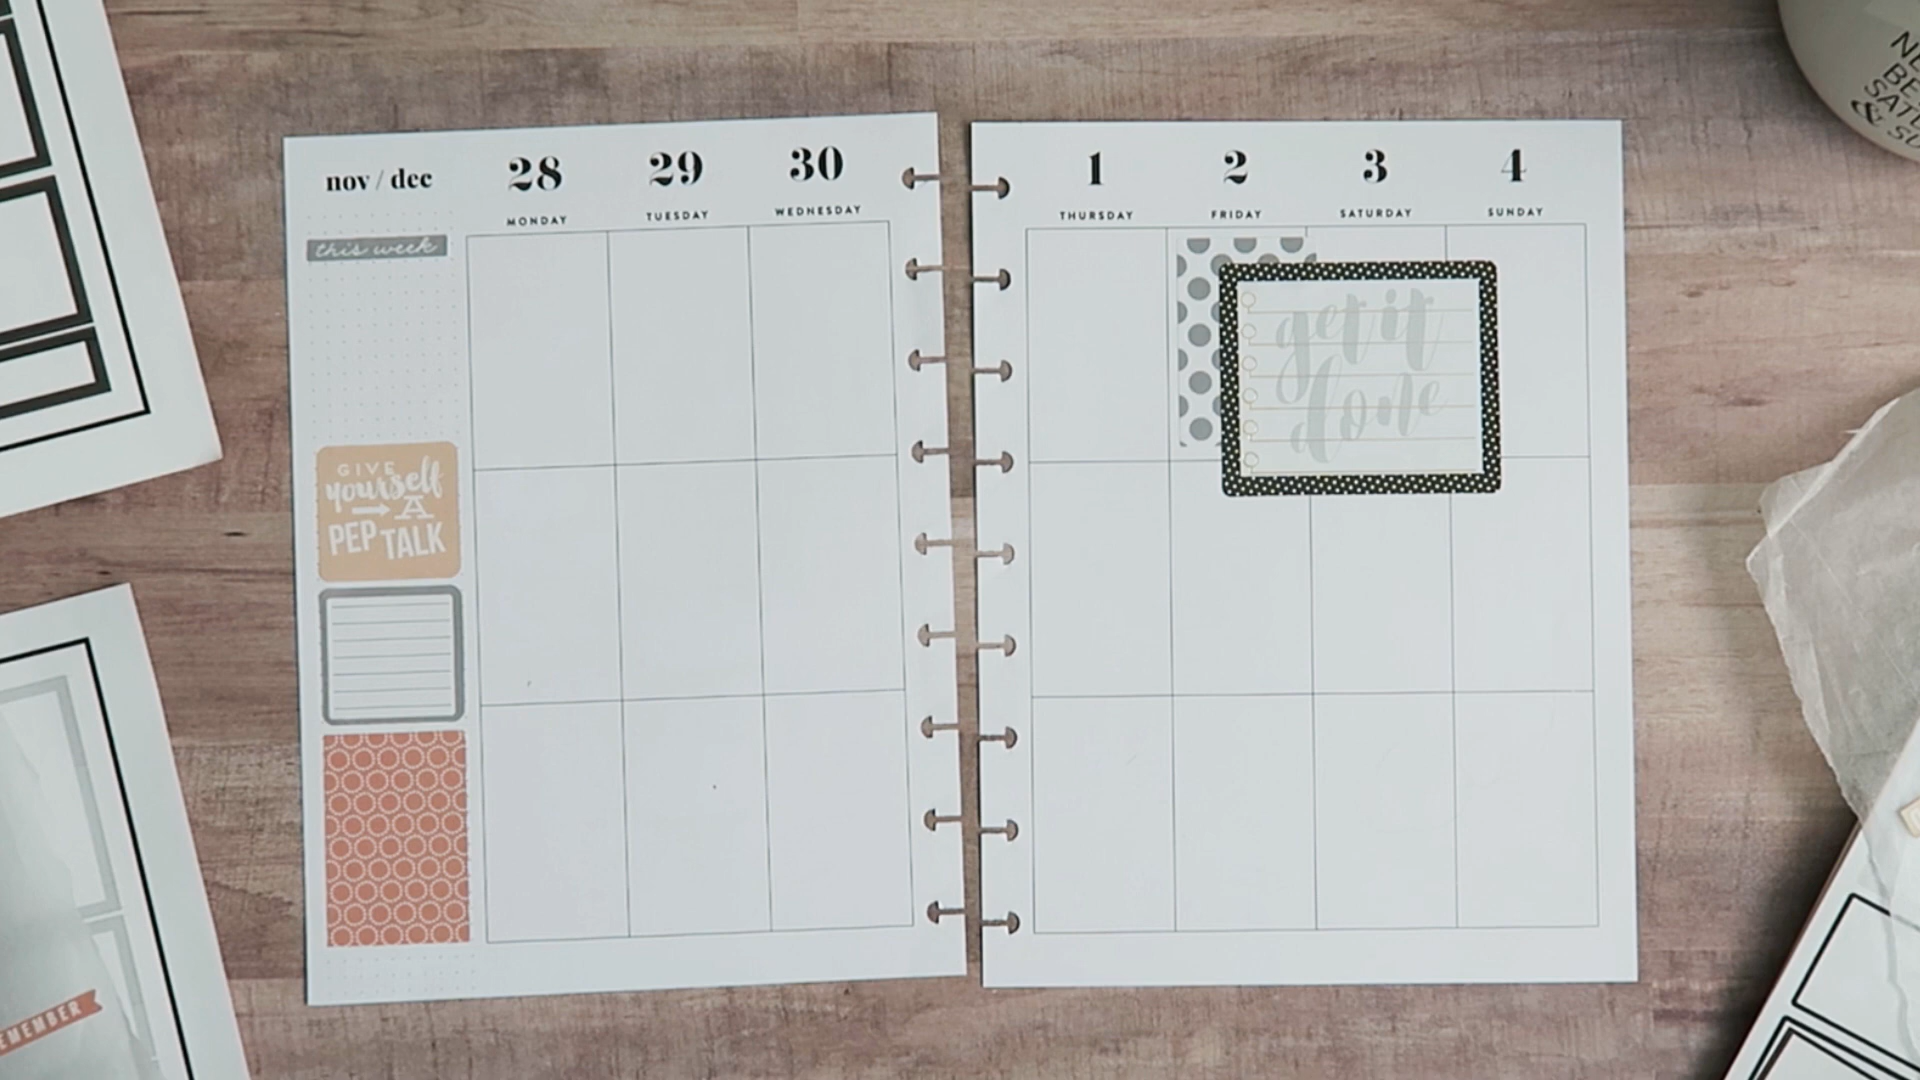 nov / dec
28
29
30
MONDAY
TUESDAY
WEDNESDAY
this week
GIVE
yourself
A
PEP TALK
1
2
3
4
THURSDAY
FRIDAY
SATURDAY
SUNDAY
get it
done